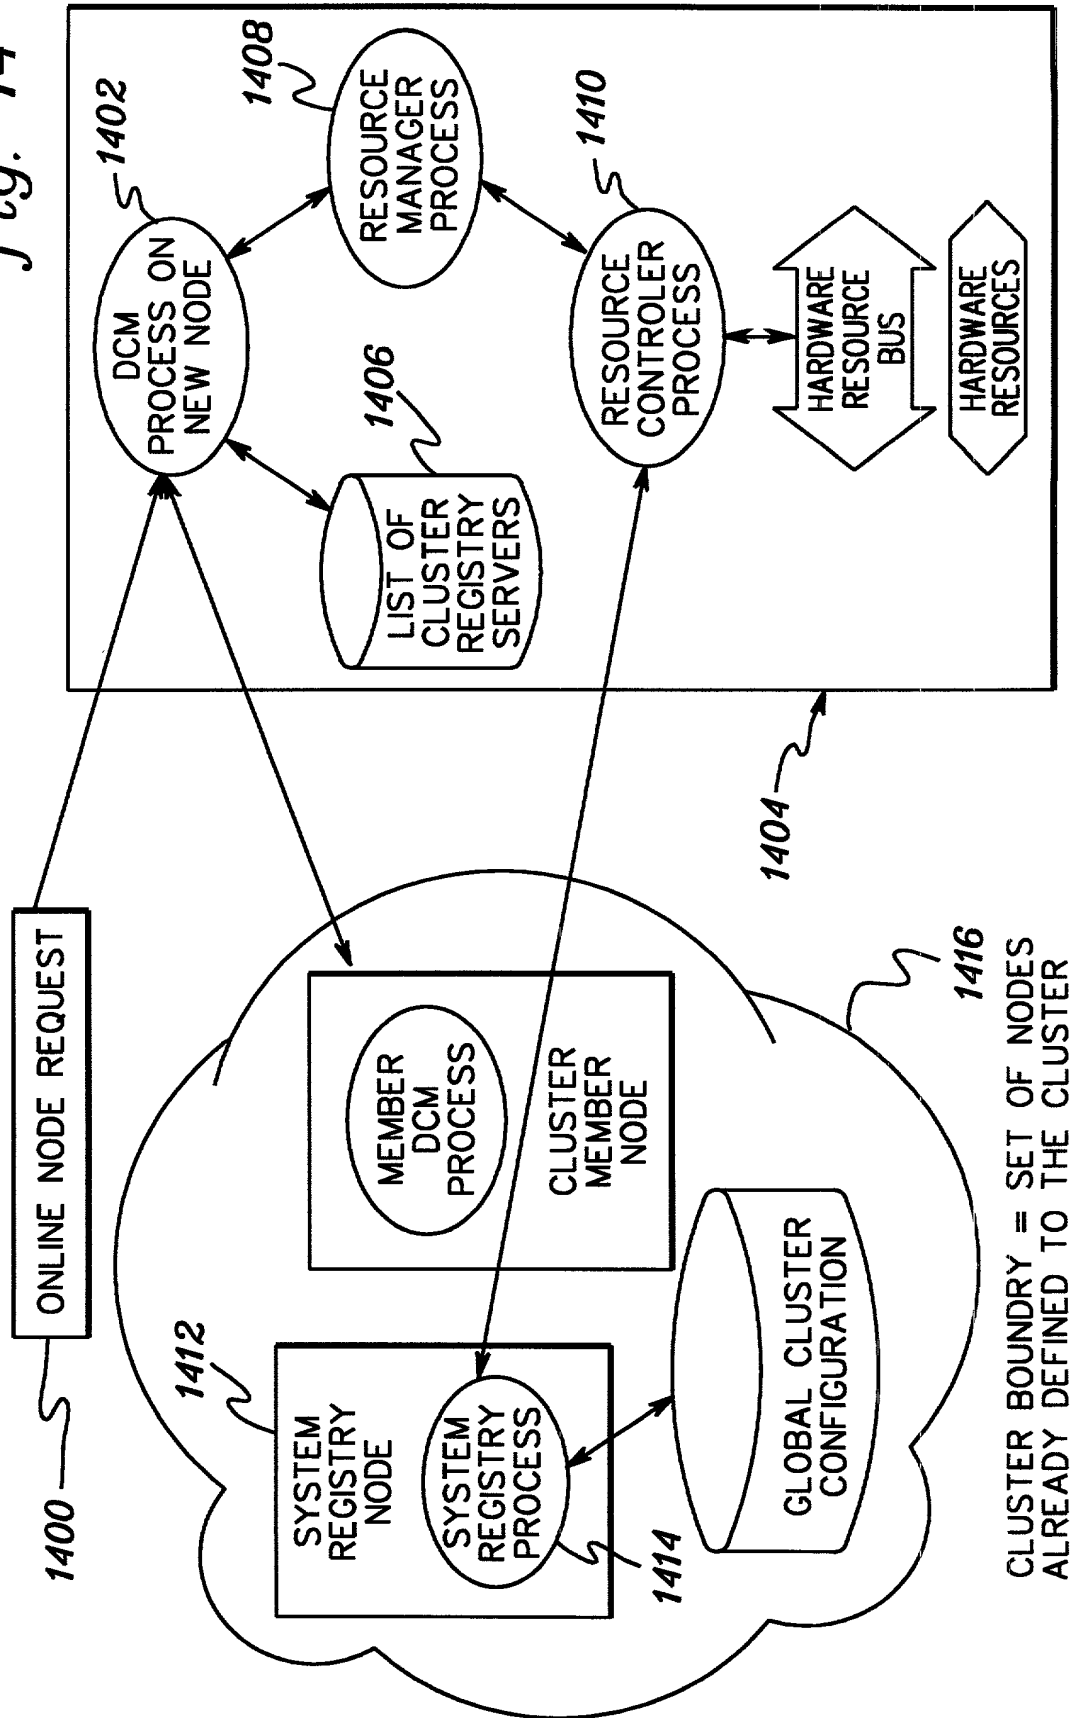 fig. 14
1400
ONLINE NODE REQUEST
1412
SYSTEM
REGISTRY
NODE
SYSTEM
REGISTRY
PROCESS
1414
MEMBER
DCM
PROCESS
CLUSTER
MEMBER
NODE
GLOBAL CLUSTER
CONFIGURATION
1416
CLUSTER BOUNDRY = SET OF NODES
ALREADY DEFINED TO THE CLUSTER
1402
DCM
PROCESS ON
NEW NODE
1408
RESOURCE
MANAGER
PROCESS
1406
LIST OF
CLUSTER
REGISTRY
SERVERS
1410
RESOURCE
CONTROLER
PROCESS
HARDWARE
RESOURCE
BUS
HARDWARE
RESOURCES
1404